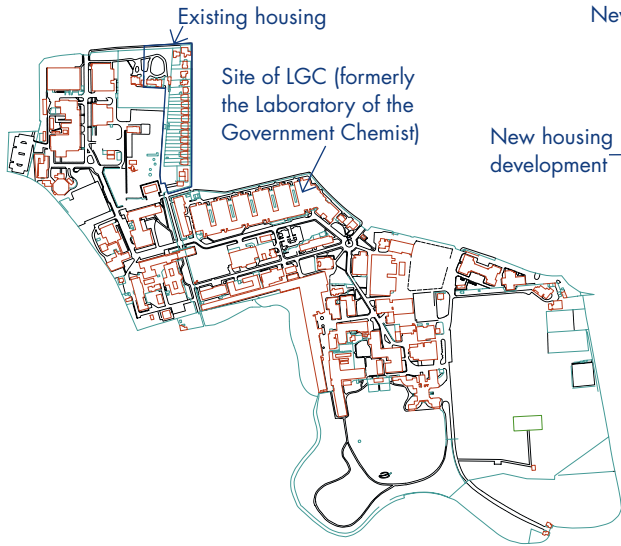 Existing housing
Site of LGC (formerly
the Laboratory of the
Government Chemist)
New housing
development